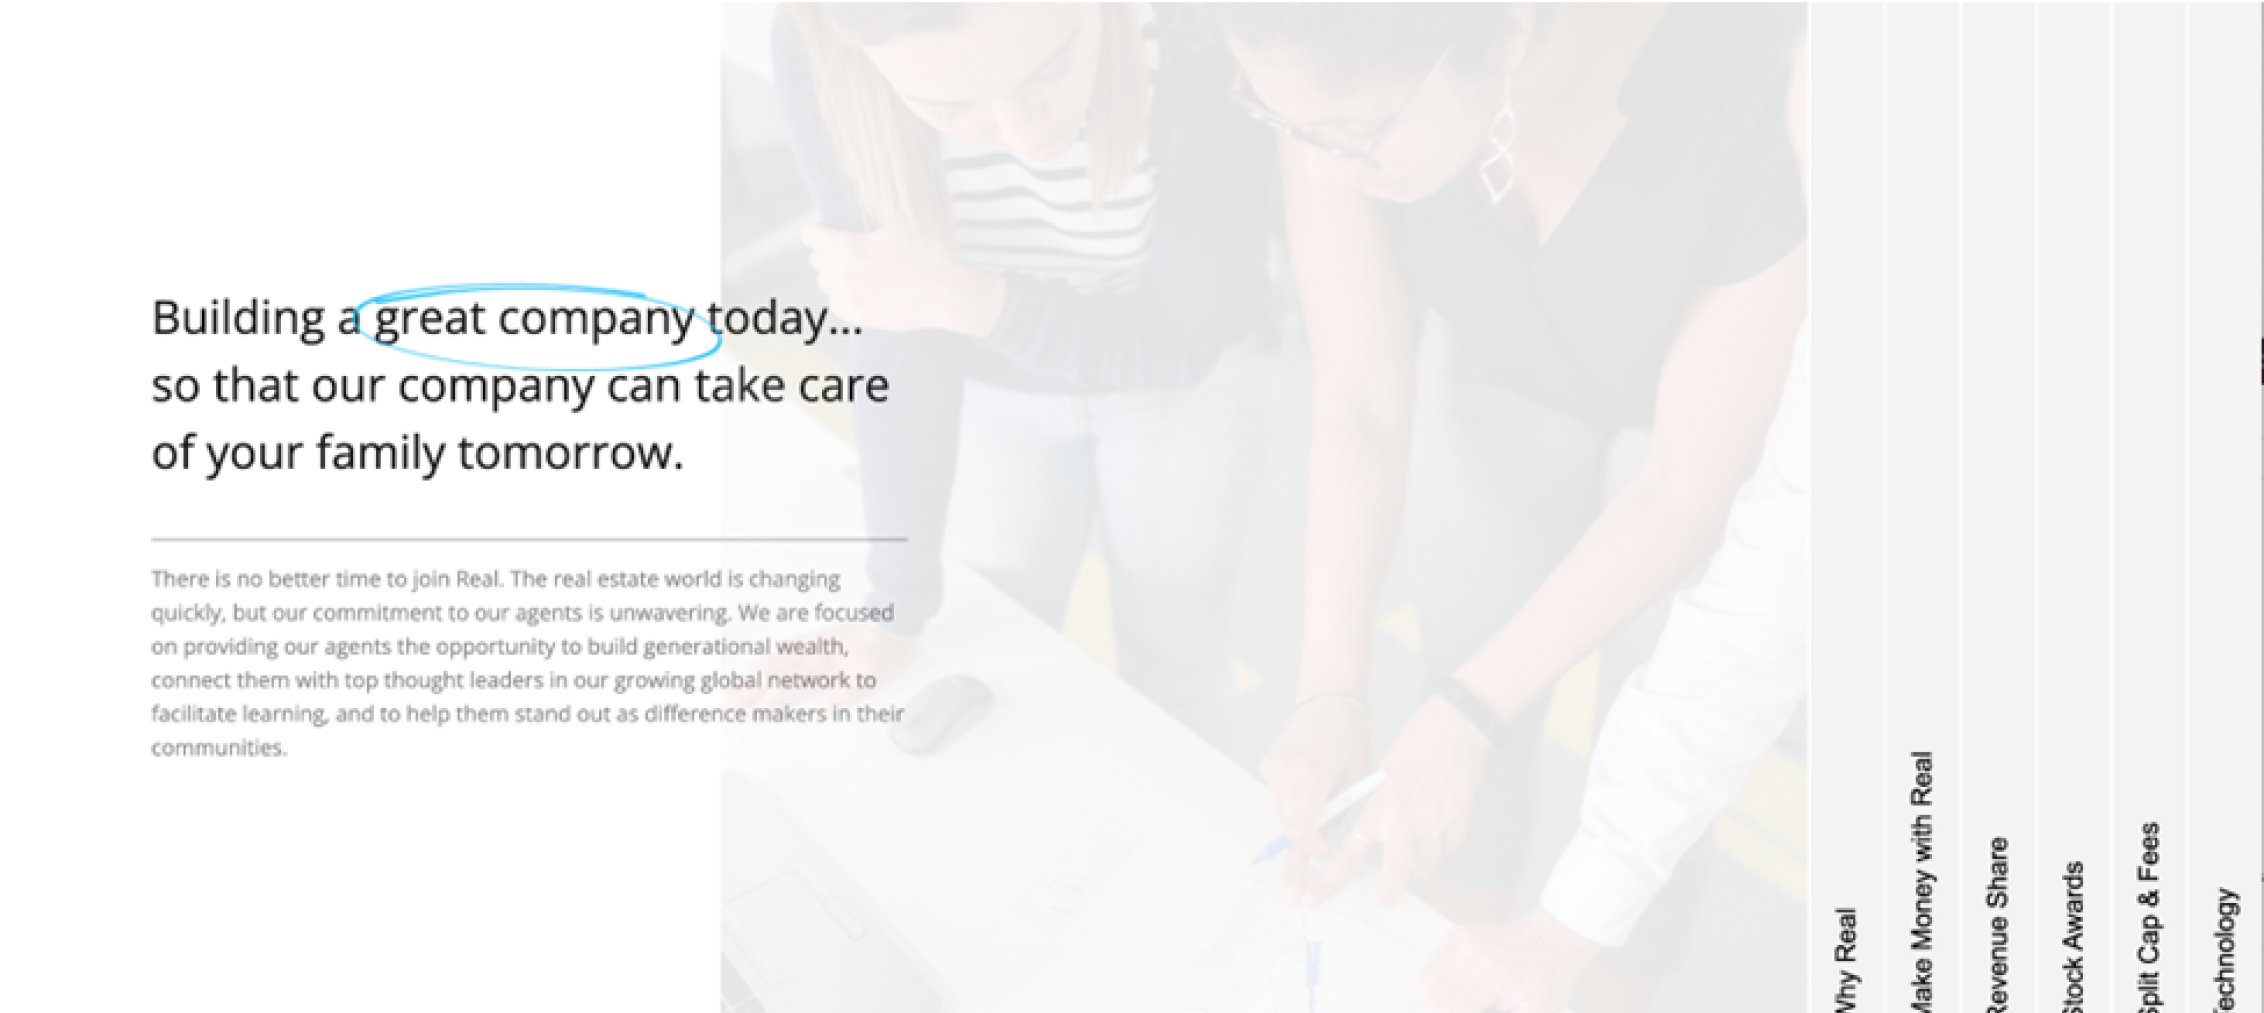 Building a great company today...
so that our company can take care
of your family tomorrow.
There is no better time to join Real. The real estate world is changing
quickly, but our commitment to our agents is unwavering. We are focused
on providing our agents the opportunity to build generational wealth,
connect them with top thought leaders in our growing global network to
facilitate learning, and to help them stand out as difference makers in their
communities.
Why Real
Make Money with Real
Revenue Share
Stock Awards
Split Cap & Fees
Technology